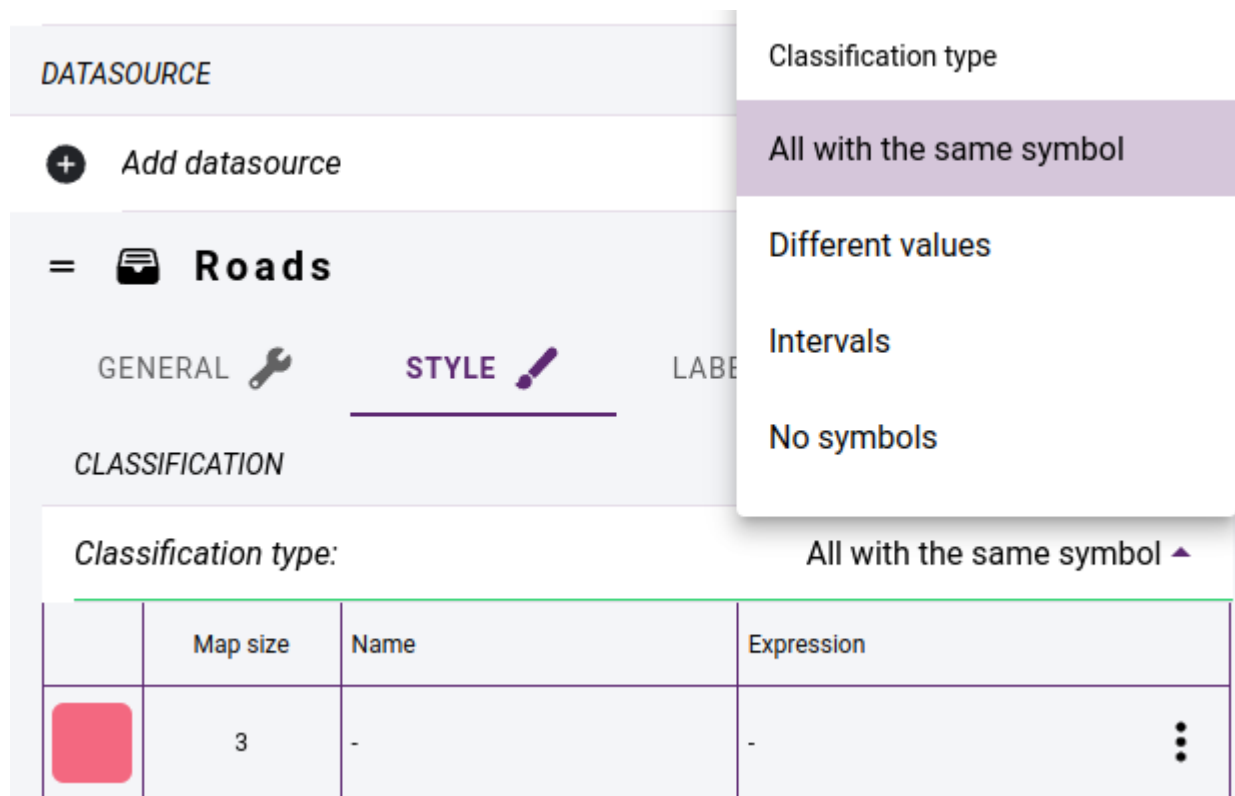 DATASOURCE
Add datasource
Roads
GENERAL
STYLE
CLASSIFICATION
Classification type
All with the same symbol
Different values
Intervals
No symbols
Classification type: All with the same symbol
Map size Name Expression
3 - -